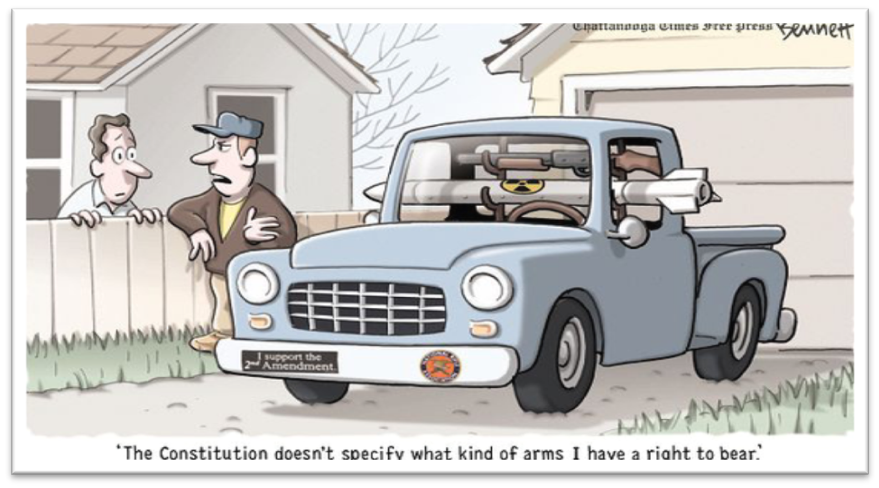 Chattanooga Times Free Press Bennett
I support the
2nd Amendment.
NATIONAL
'The Constitution doesn't specify what kind of arms I have a right to bear.'